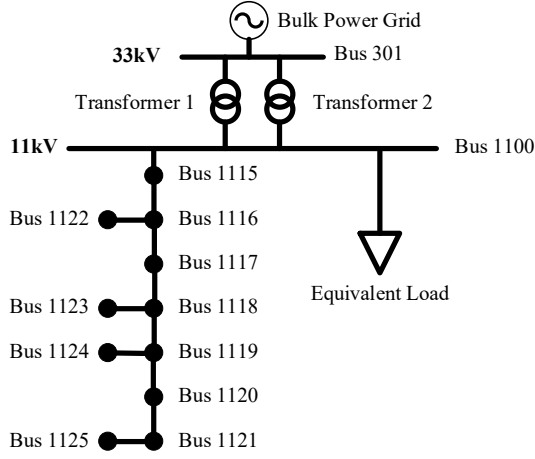 Bulk Power Grid
33kV
Bus 301
Transformer 1
Transformer 2
11kV
Bus 1100
Bus 1115
Bus 1122
Bus 1116
Bus 1117
Equivalent Load
Bus 1123
Bus 1118
Bus 1124
Bus 1119
Bus 1120
Bus 1125
Bus 1121